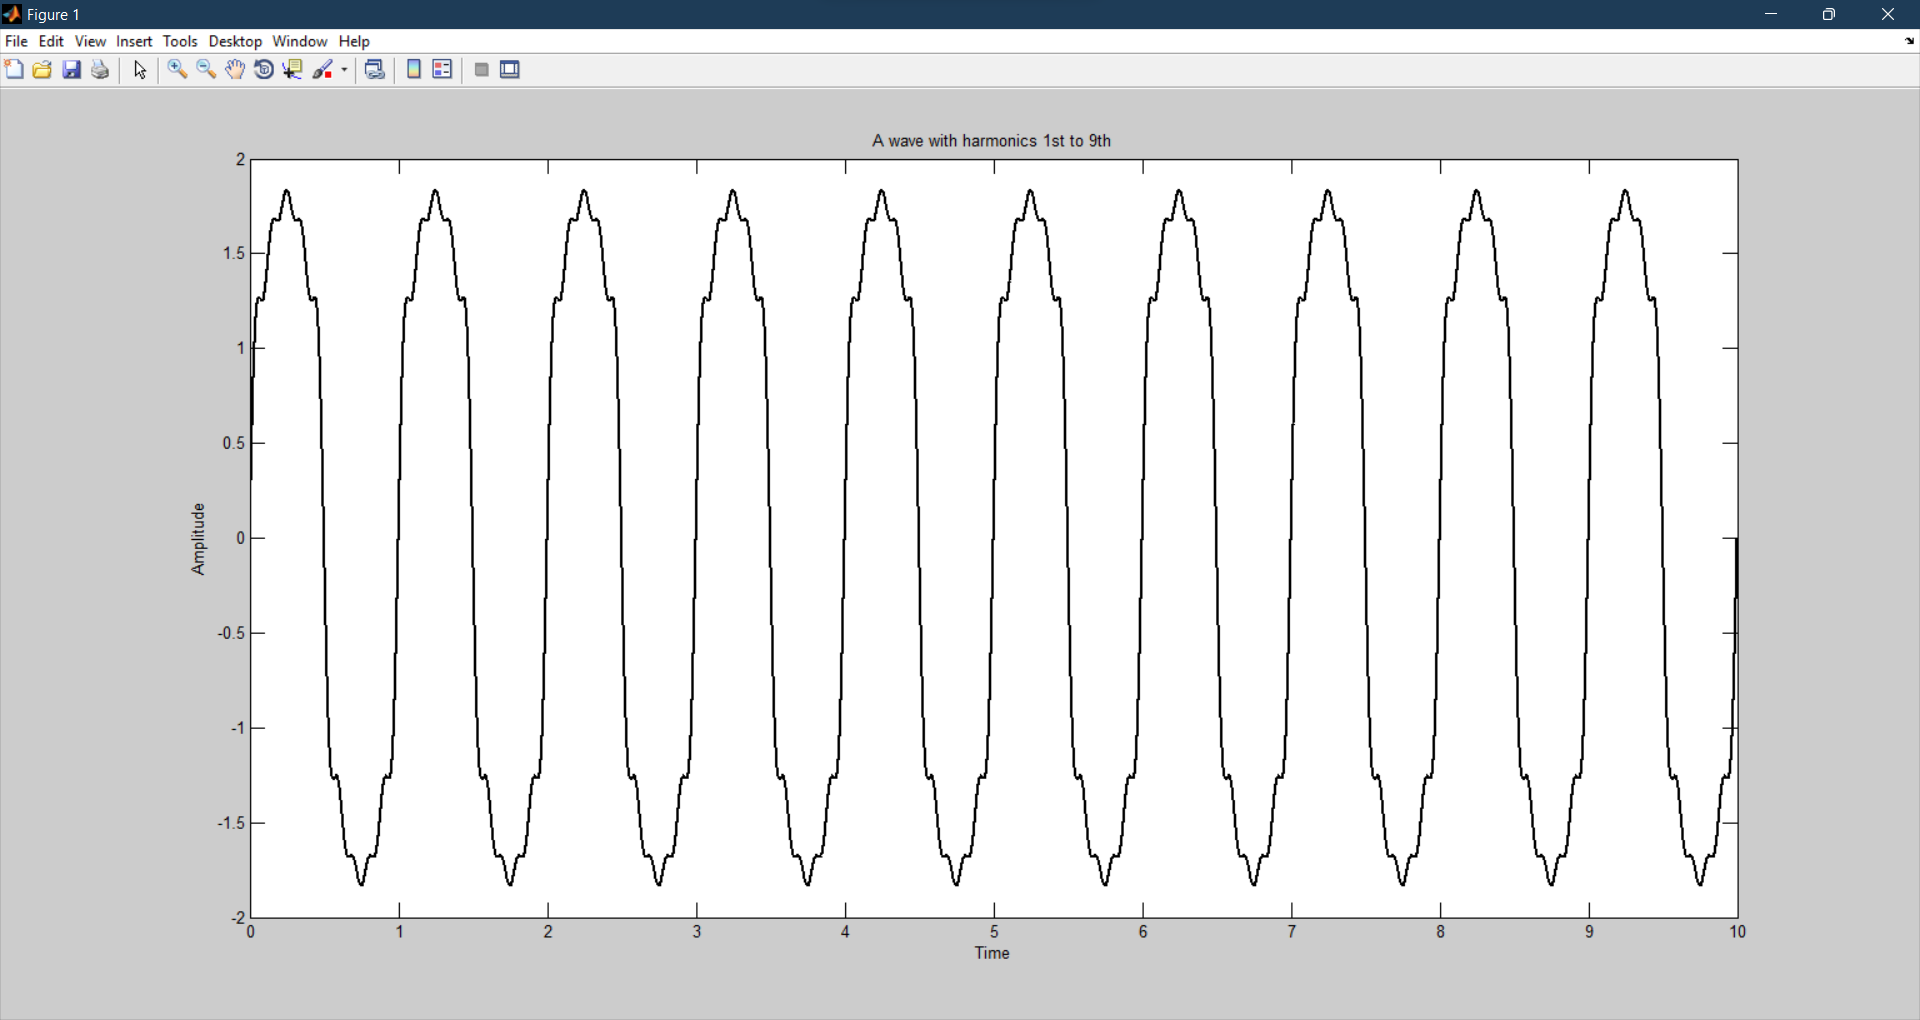 Figure 1
File Edit View Insert Tools Desktop Window Help
A wave with harmonics 1st to 9th
2
1.5
1
0.5
0
-0.5
-1
-1.5
-2
Amplitude
0 1 2 3 4 5 6 7 8 9 10
Time